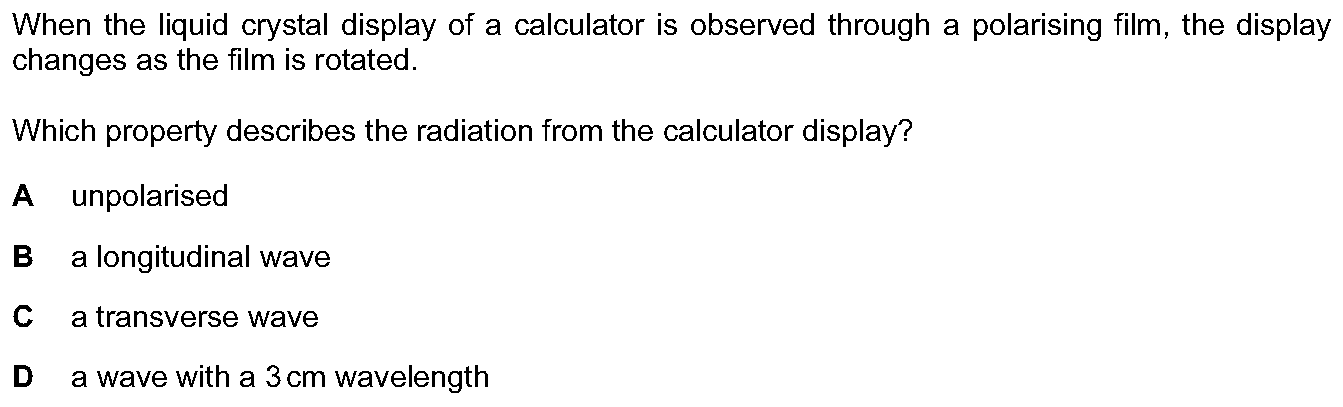 When the liquid crystal display of a calculator is observed through a polarising film, the display
changes as the film is rotated.
Which property describes the radiation from the calculator display?
A unpolarised
B a longitudinal wave
C a transverse wave
D a wave with a 3 cm wavelength